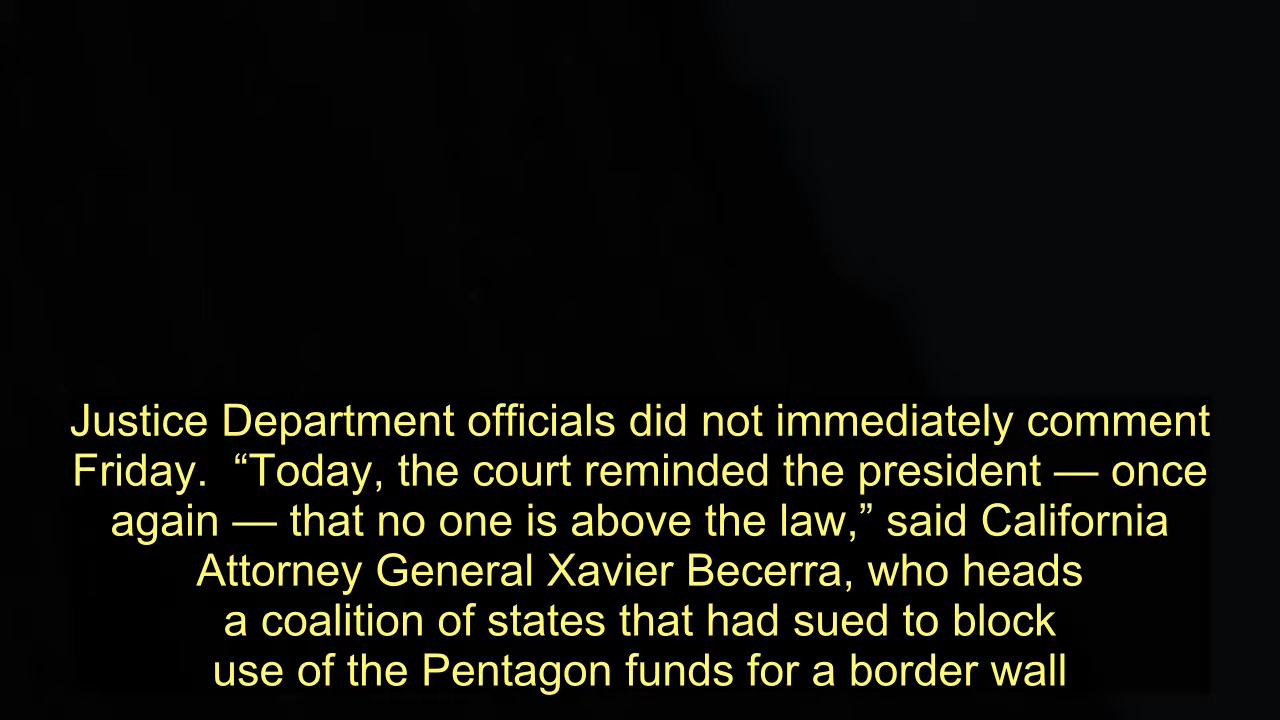 Justice Department officials did not immediately comment
Friday.  “Today, the court reminded the president — once
again — that no one is above the law,” said California
Attorney General Xavier Becerra, who heads
a coalition of states that had sued to block
use of the Pentagon funds for a border wall